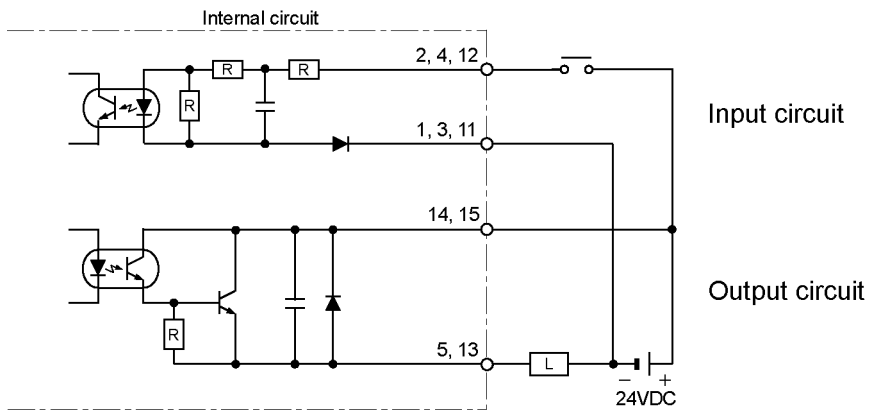 Internal circuit
2, 4, 12
R
R
R
Input circuit
1, 3, 11
14, 15
Output circuit
R
5, 13
L
− +
24VDC